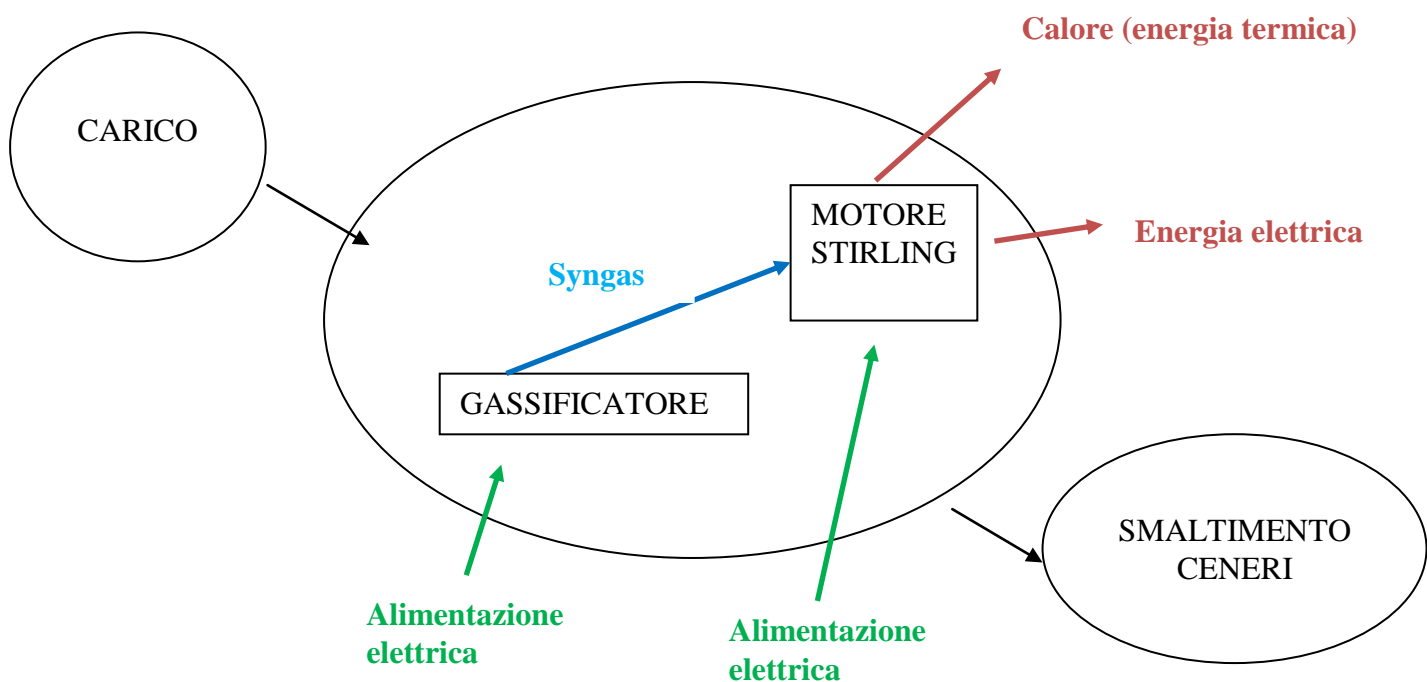 Calore (energia termica)
CARICO
MOTORE
STIRLING
Energia elettrica
Syngas
GASSIFICATORE
SMALTIMENTO
CENERI
Alimentazione
elettrica
Alimentazione
elettrica